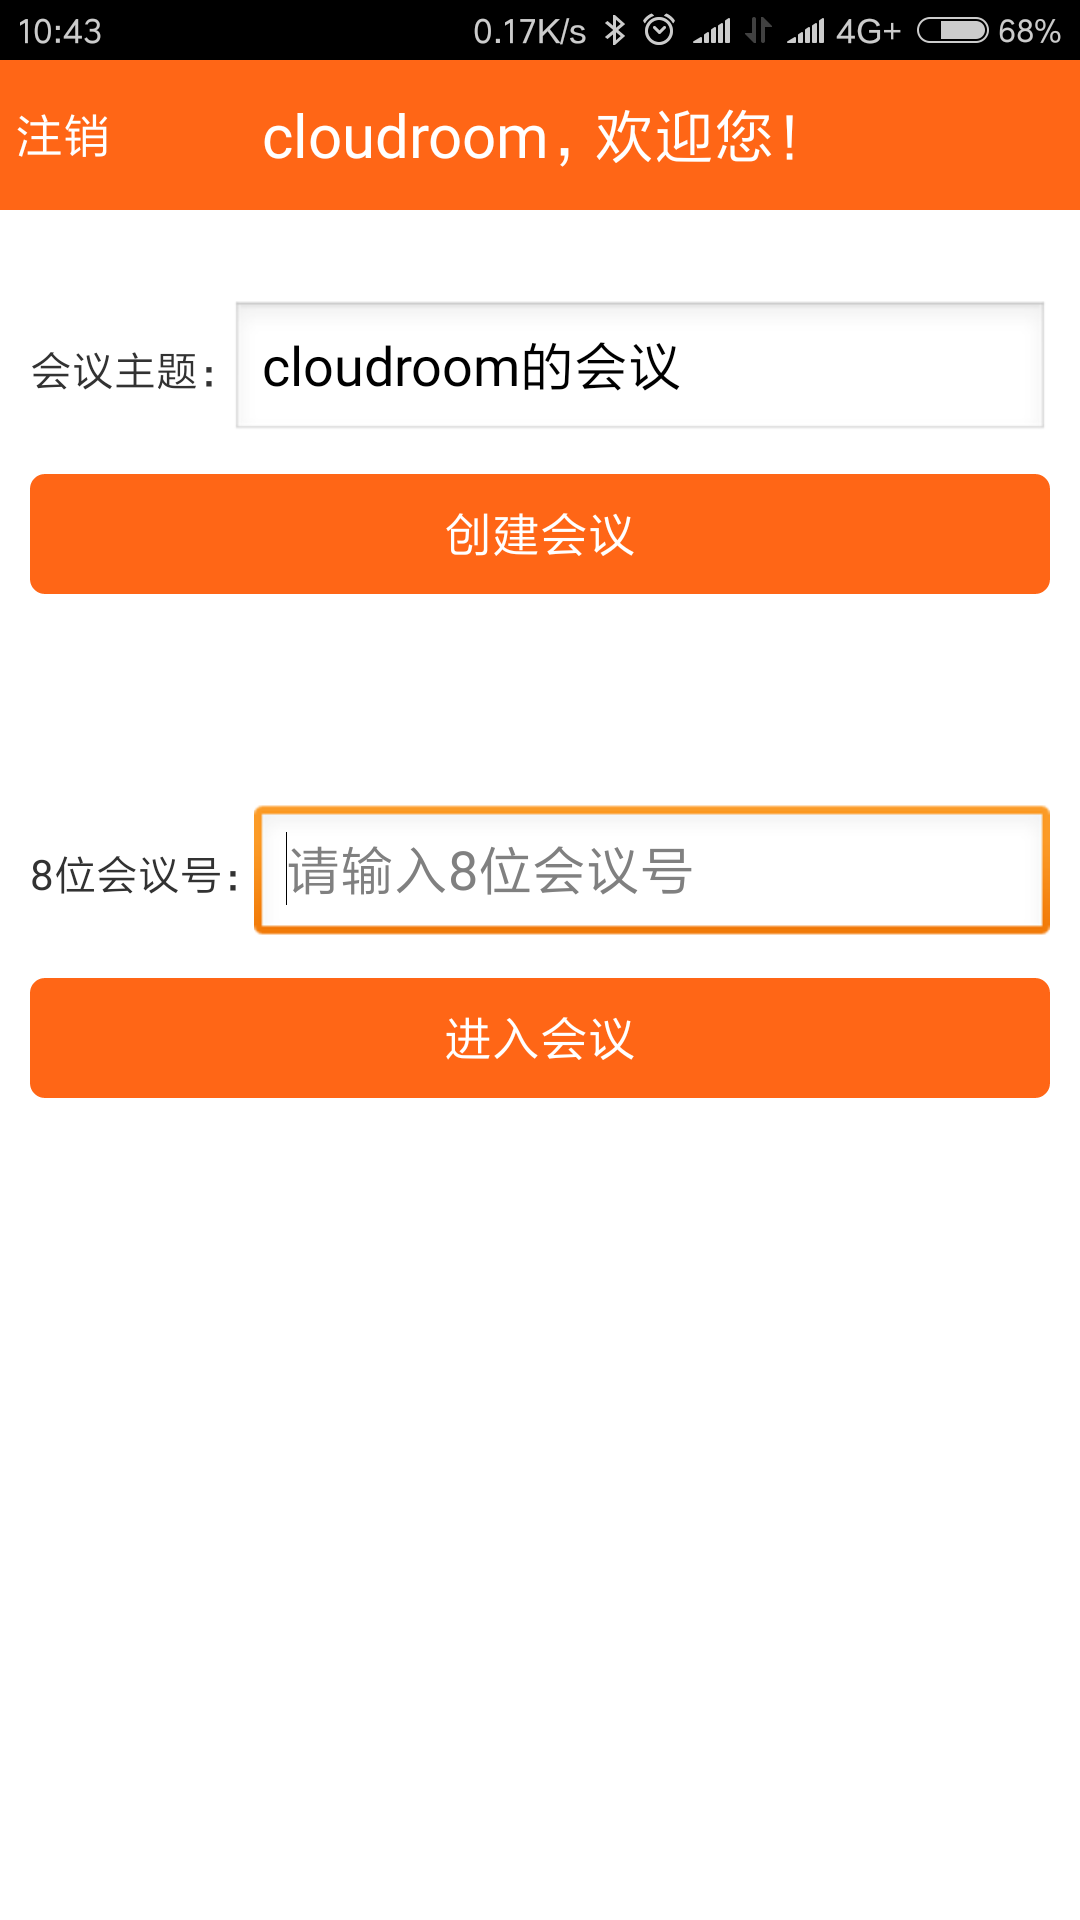 10:43 0.17K/s 4G+ 68%
注销 cloudroom，欢迎您！
会议主题： cloudroom的会议
创建会议
8位会议号： 请输入8位会议号
进入会议